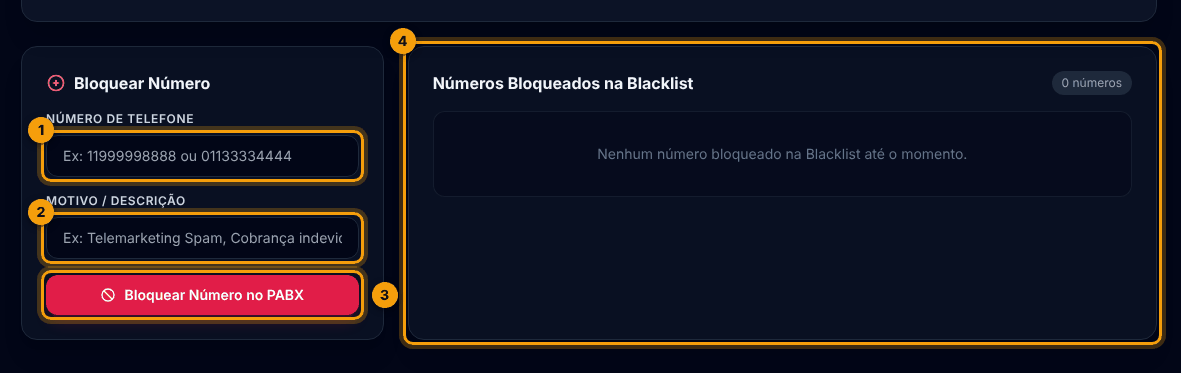 Bloquear Número
NÚMERO DE TELEFONE
1
Ex: 11999998888 ou 01133334444
MOTIVO / DESCRIÇÃO
2
Ex: Telemarketing Spam, Cobrança indevic
Bloquear Número no PABX
3
4
Números Bloqueados na Blacklist
0 números
Nenhum número bloqueado na Blacklist até o momento.